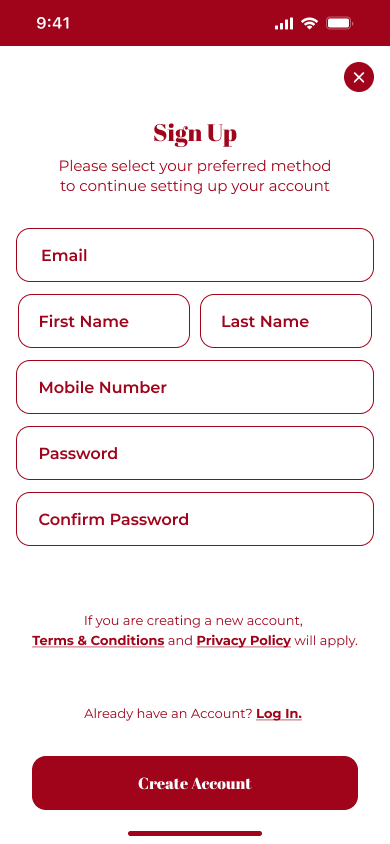 9:41
Sign Up
Please select your preferred method
to continue setting up your account
Email
First Name
Last Name
Mobile Number
Password
Confirm Password
If you are creating a new account,
Terms & Conditions and Privacy Policy will apply.
Already have an Account? Log In.
Create Account